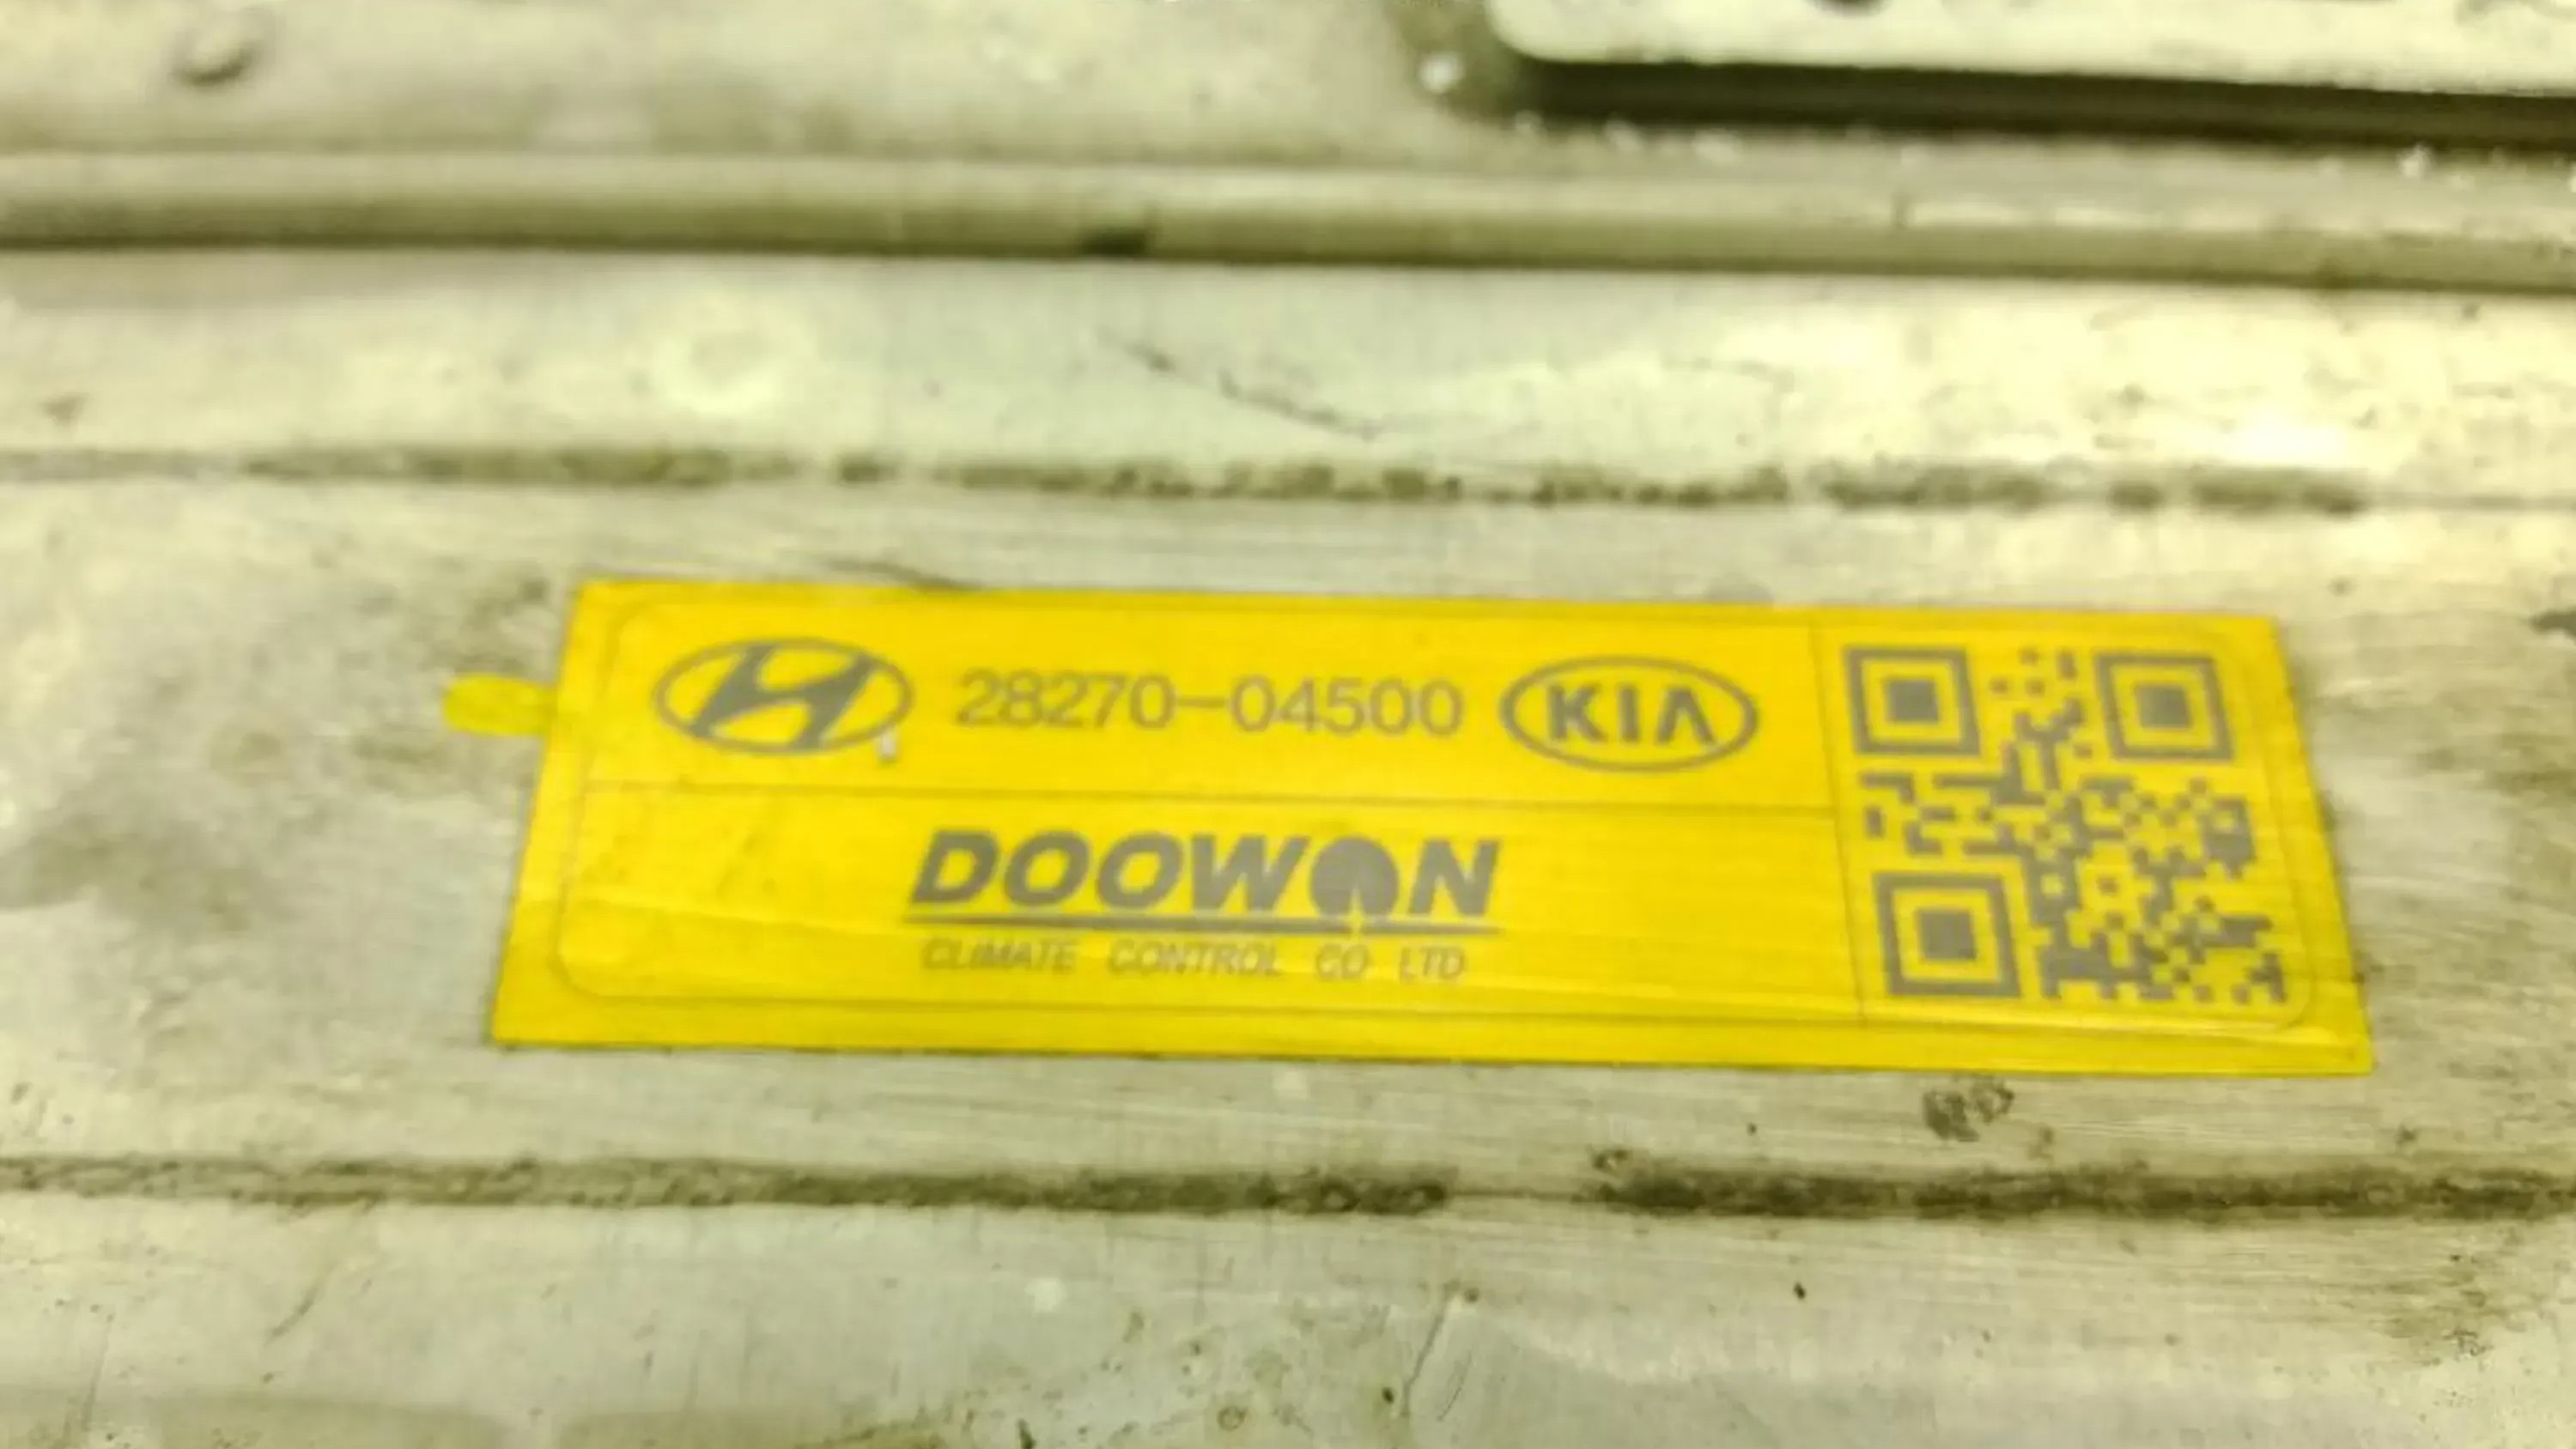 28270-04500 KIA
DOOWON
CLIMATE CONTROL CO LTD